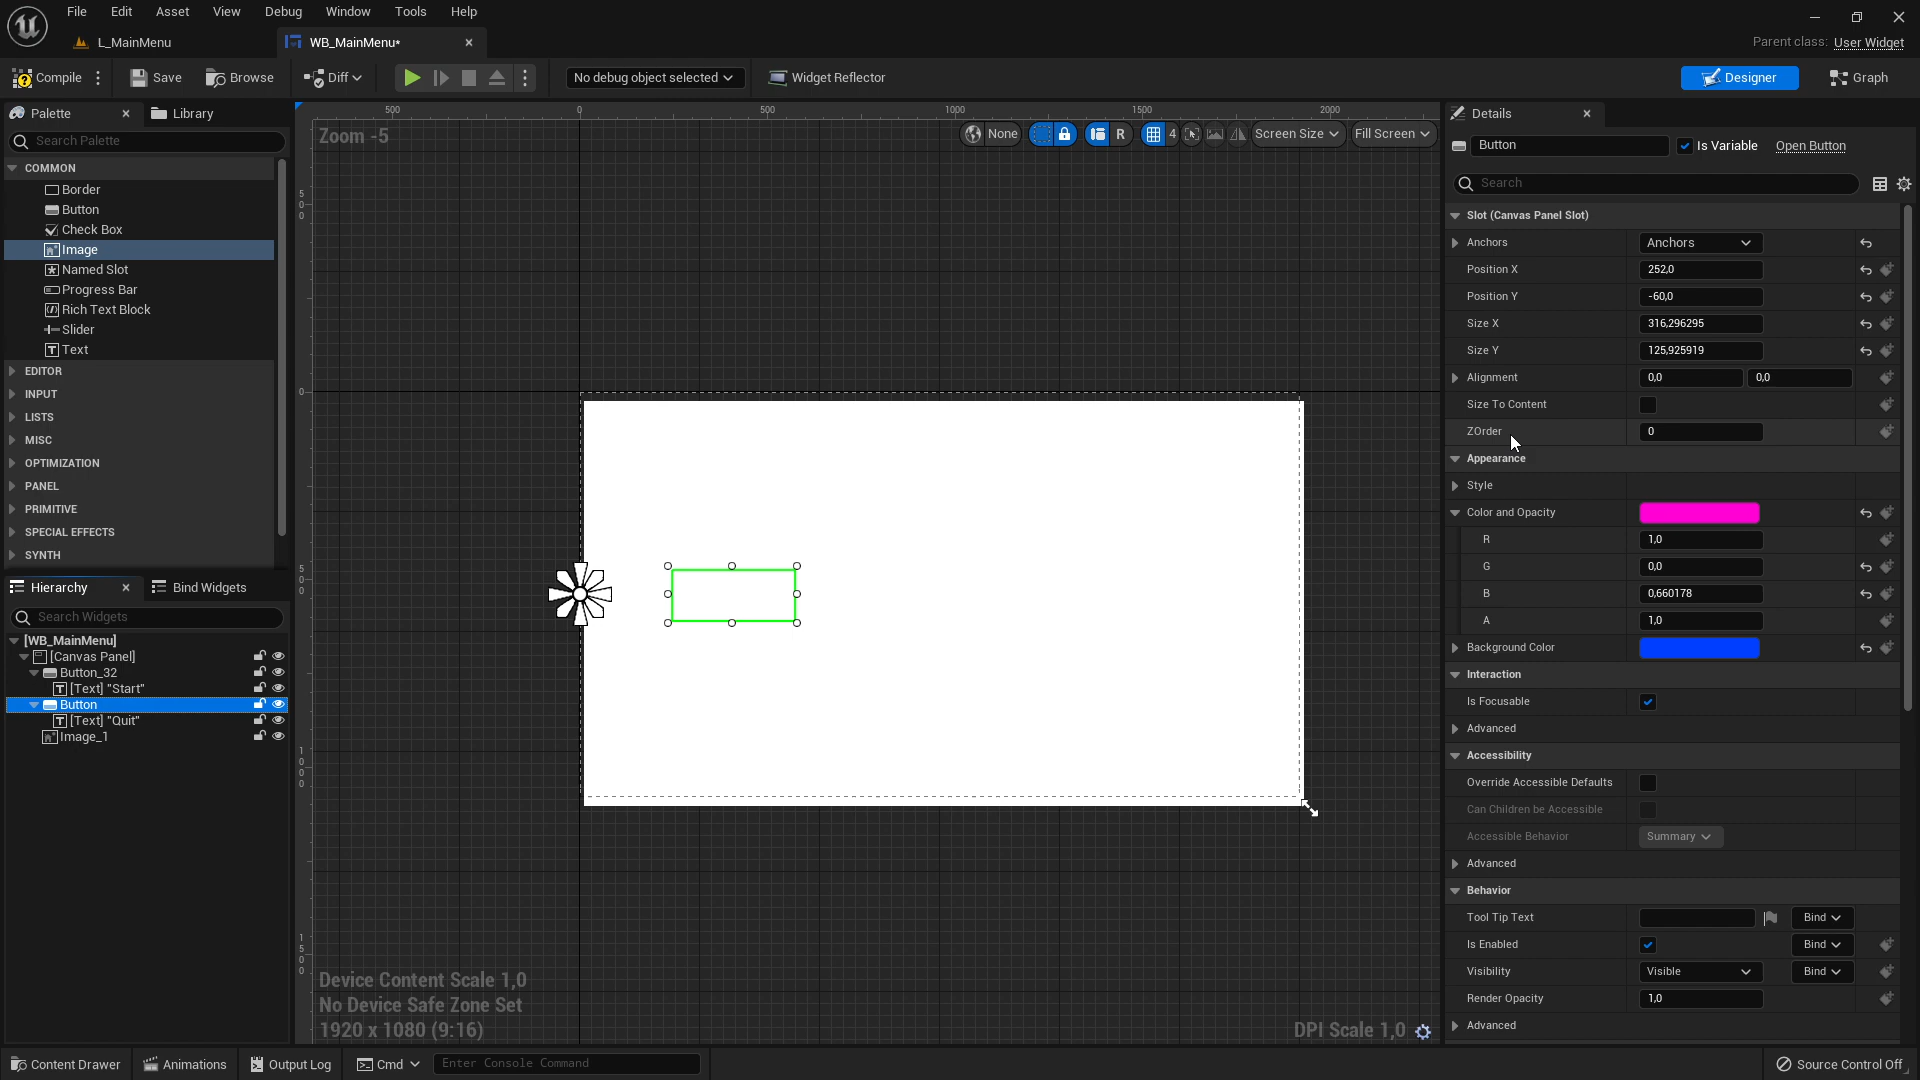 File Edit Asset View Debug Window Tools Help
L_MainMenu
WB_MainMenu*
Parent class: User Widget
Compile Save Browse Diff No debug object selected Widget Reflector Designer Graph
Palette Library
Search Palette
COMMON
Border
Button
Check Box
Image
Named Slot
Progress Bar
Rich Text Block
Slider
Text
EDITOR
INPUT
LISTS
MISC
OPTIMIZATION
PANEL
PRIMITIVE
SPECIAL EFFECTS
SYNTH
Hierarchy Bind Widgets
Search Widgets
[WB_MainMenu]
[Canvas Panel]
Button_32
[Text] "Start"
Button
[Text] "Quit"
Image_1
500 0 500 1000 1500 2000
Zoom -5
None R 4 Screen Size Fill Screen
500
0
500
1000
1500
Device Content Scale 1,0
No Device Safe Zone Set
1920 x 1080 (9:16)
DPI Scale 1,0
Details
Button Is Variable Open Button
Search
Slot (Canvas Panel Slot)
Anchors Anchors
Position X 252,0
Position Y -60,0
Size X 316,296295
Size Y 125,925919
Alignment 0,0 0,0
Size To Content
ZOrder 0
Appearance
Style
Color and Opacity
R 1,0
G 0,0
B 0,660178
A 1,0
Background Color
Interaction
Is Focusable
Advanced
Accessibility
Override Accessible Defaults
Can Children be Accessible
Accessible Behavior Summary
Advanced
Behavior
Tool Tip Text Bind
Is Enabled Bind
Visibility Visible Bind
Render Opacity 1,0
Advanced
Content Drawer Animations Output Log Cmd Enter Console Command Source Control Off